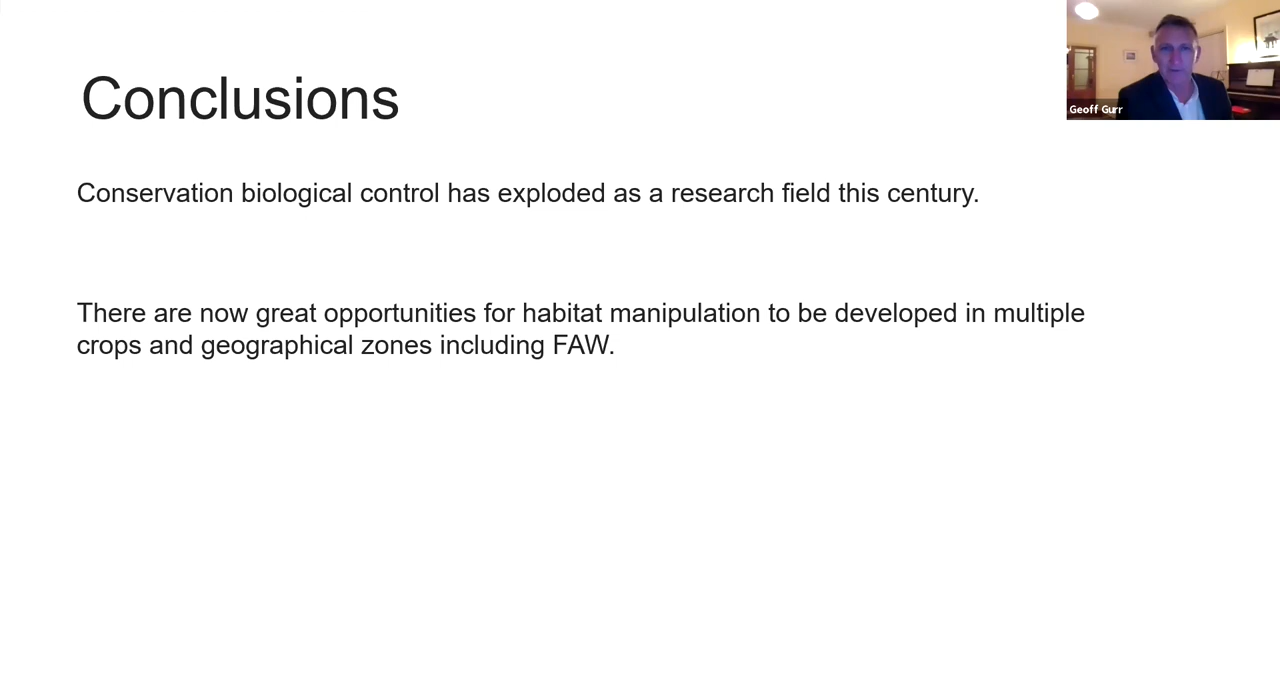 Conclusions
Geoff Gurr
Conservation biological control has exploded as a research field this century.
There are now great opportunities for habitat manipulation to be developed in multiple
crops and geographical zones including FAW.